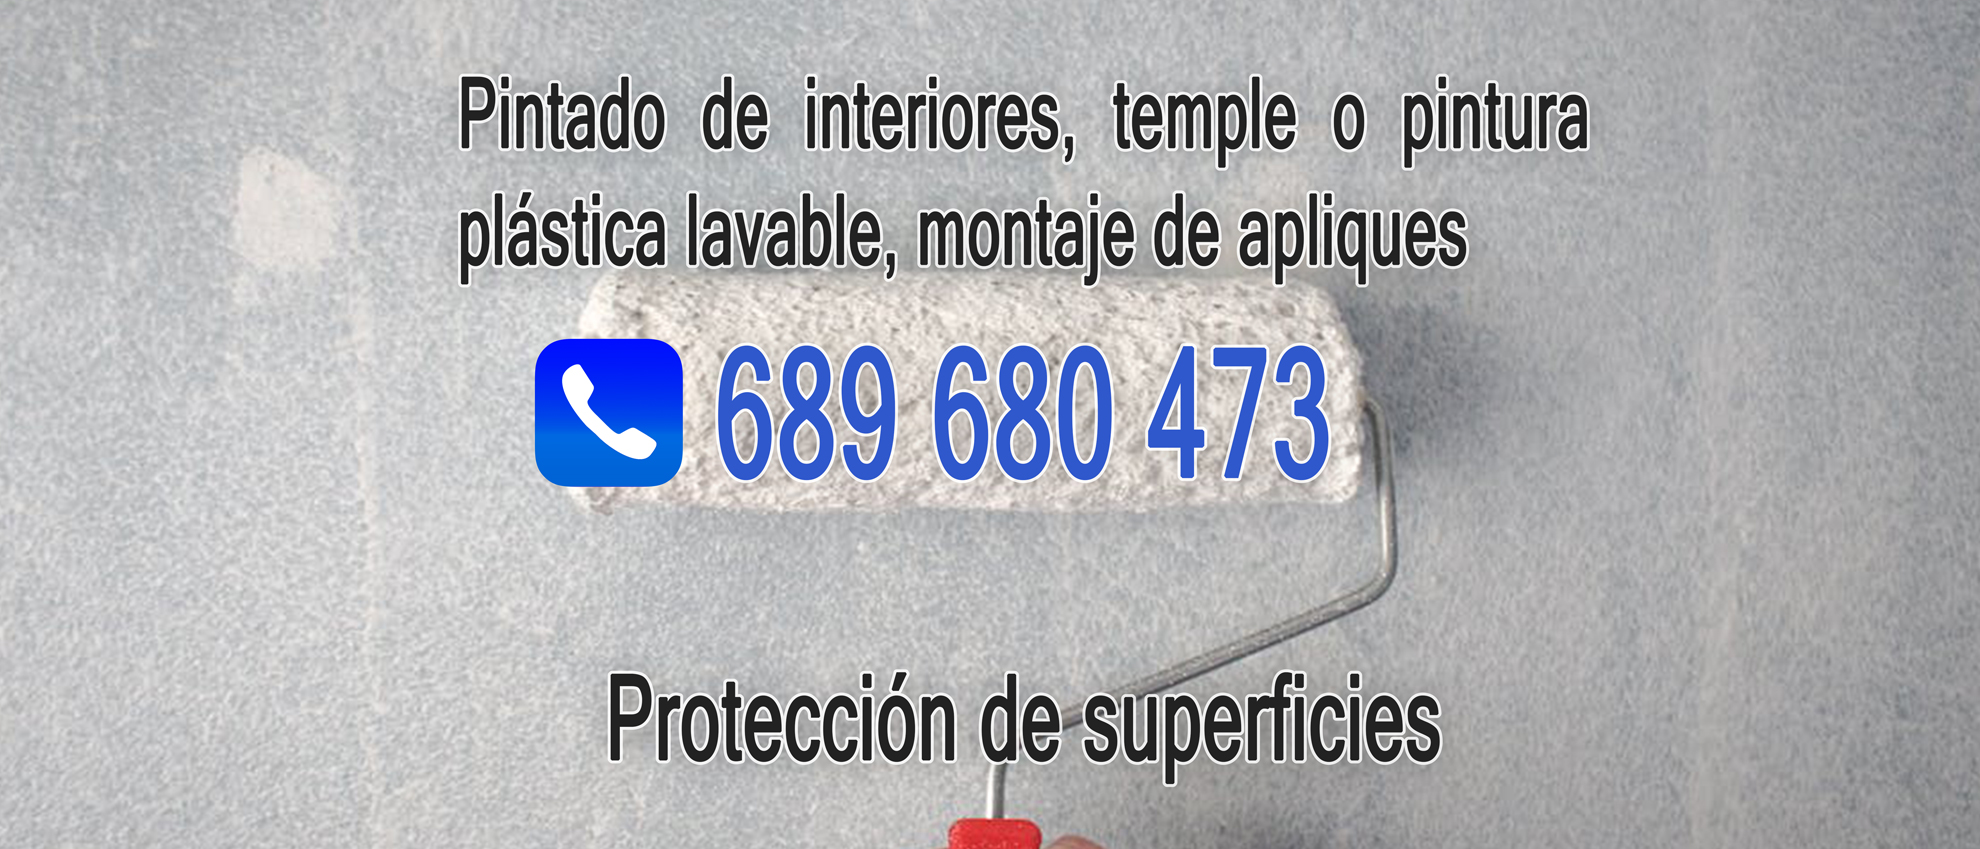 Pintado de interiores, temple o pintura
plástica lavable, montaje de apliques
689 680 473
Protección de superficies